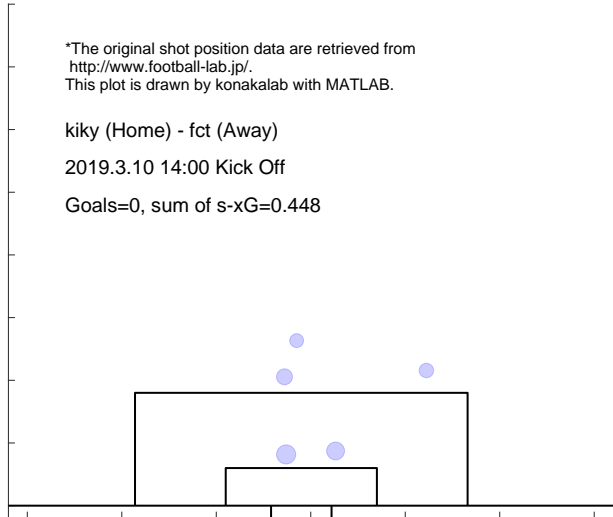 *The original shot position data are retrieved from
http://www.football-lab.jp/.
This plot is drawn by konakalab with MATLAB.
kiky (Home) - fct (Away)
2019.3.10 14:00 Kick Off
Goals=0, sum of s-xG=0.448